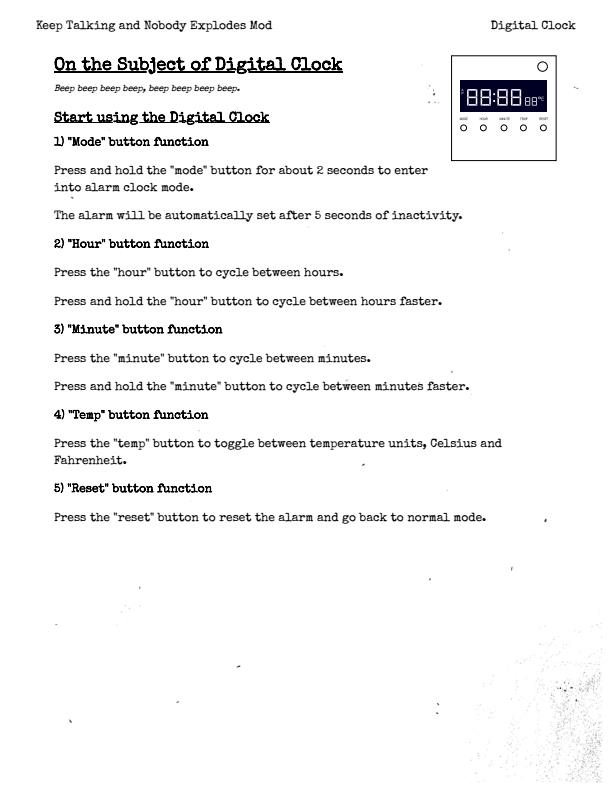 Keep Talking and Nobody Explodes Mod
Digital Clock
On the Subject of Digital Clock
Beep beep beep beep, beep beep beep beep.
Start using the Digital Clock
88:88 88
MODE HOUR MINUTE TEMP RESET
1) "Mode" button function
Press and hold the "mode" button for about 2 seconds to enter
into alarm clock mode.
The alarm will be automatically set after 5 seconds of inactivity.
2) "Hour" button function
Press the "hour" button to cycle between hours.
Press and hold the "hour" button to cycle between hours faster.
3) "Minute" button function
Press the "minute" button to cycle between minutes.
Press and hold the "minute" button to cycle between minutes faster.
4) "Temp" button function
Press the "temp" button to toggle between temperature units, Celsius and
Fahrenheit.
5) "Reset" button function
Press the "reset" button to reset the alarm and go back to normal mode.